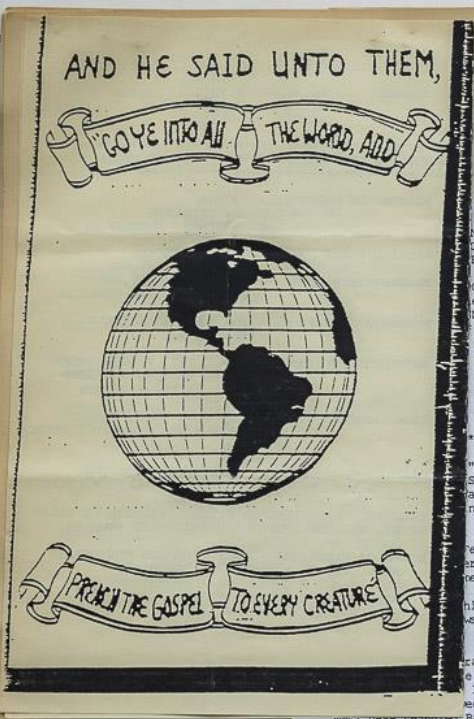 AND HE SAID UNTO THEM,
"GO YE INTO All THE WORLD, AND
PREACH THE GOSPEL TO EVERY CREATURE"